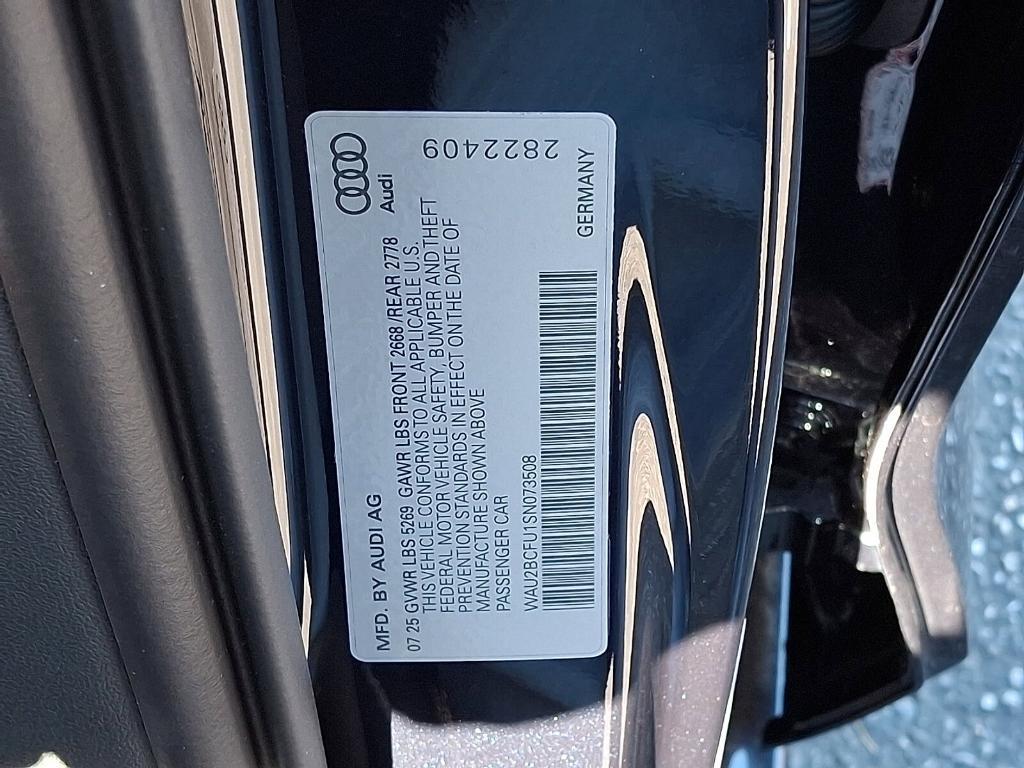 Audi
MFD. BY AUDI AG
07 25 GVWR LBS 5269 GAWR LBS FRONT 2668 /REAR 2778
THIS VEHICLE CONFORMS TO ALL APPLICABLE U.S.
FEDERAL MOTOR VEHICLE SAFETY, BUMPER AND THEFT
PREVENTION STANDARDS IN EFFECT ON THE DATE OF
MANUFACTURE SHOWN ABOVE
PASSENGER CAR
WAU2BCFU1SN073508
GERMANY
2822409